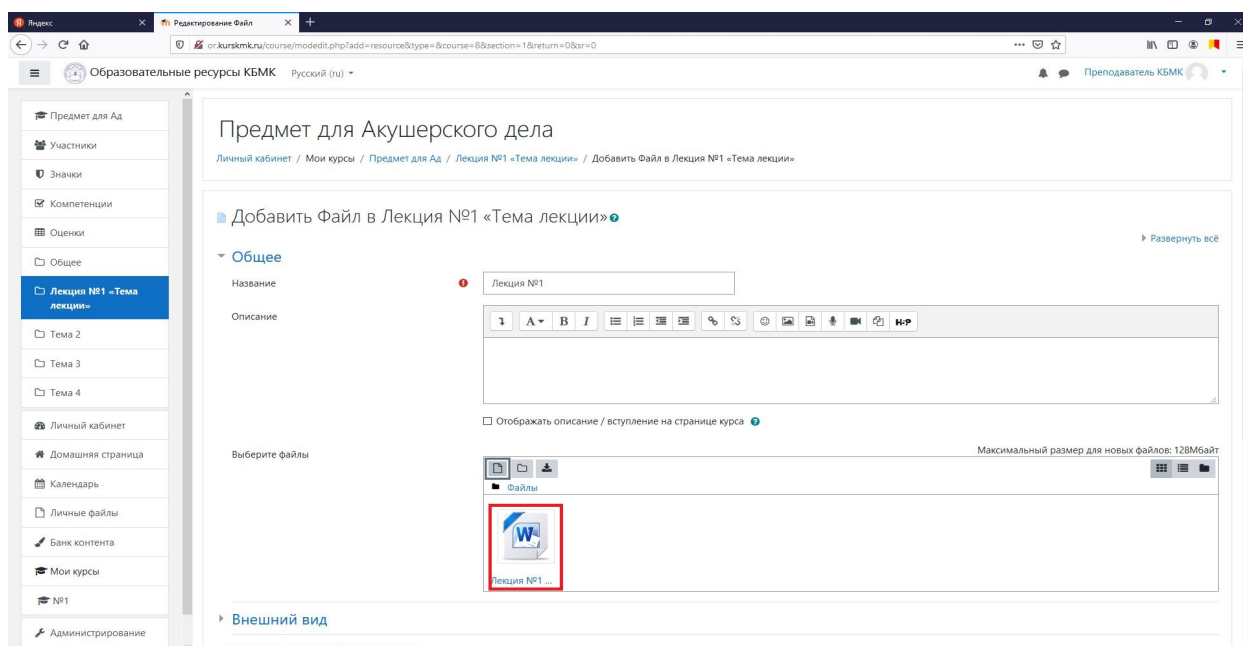 Яндекс
Редактирование Файл
or.kurskmk.ru/course/modedit.php?add=resource&type=&course=8&section=1&return=0&sr=0
Образовательные ресурсы КБМК Русский (ru)
Преподаватель КБМК
Предмет для Ад
Участники
Значки
Компетенции
Оценки
Общее
Лекция №1 «Тема
лекции»
Тема 2
Тема 3
Тема 4
Личный кабинет
Домашняя страница
Календарь
Личные файлы
Банк контента
Мои курсы
№1
Администрирование
Предмет для Акушерского дела
Личный кабинет / Мои курсы / Предмет для Ад / Лекция №1 «Тема лекции» / Добавить Файл в Лекция №1 «Тема лекции»
Добавить Файл в Лекция №1 «Тема лекции»
Развернуть всё
Общее
Название
Лекция №1
Описание
A B I
H-P
Отображать описание / вступление на странице курса
Выберите файлы
Максимальный размер для новых файлов: 128Мбайт
Файлы
W
Лекция №1 ...
Внешний вид